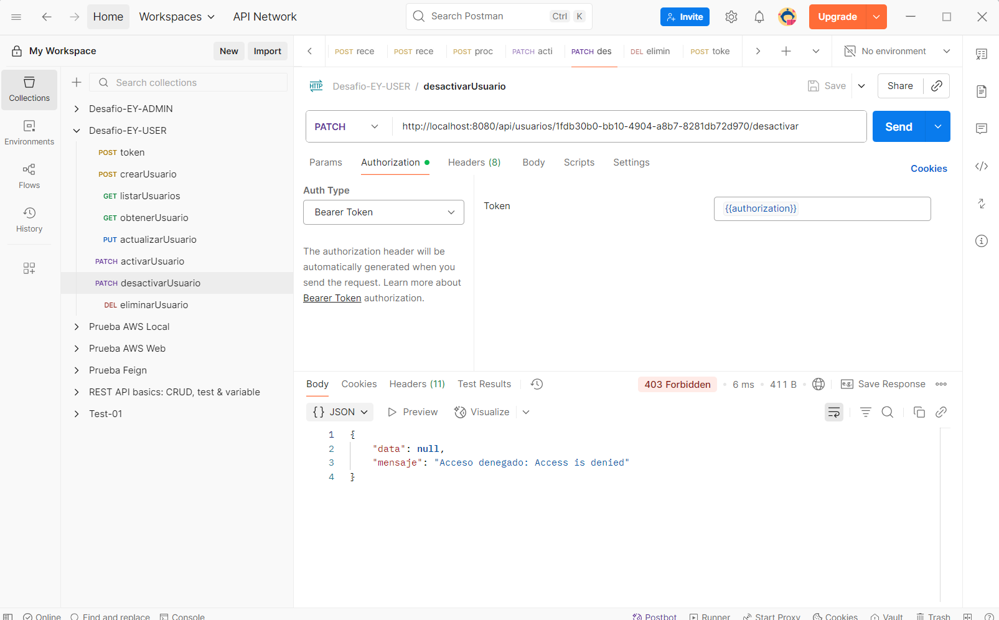 Home
Workspaces
API Network
Search Postman
Ctrl
K
Invite
Upgrade
My Workspace
New
Import
POST rece
POST rece
POST proc
PATCH acti
PATCH des
DEL elimin
POST toke
No environment
Collections
Environments
Flows
History
Search collections
Desafio-EY-ADMIN
Desafio-EY-USER
POST token
POST crearUsuario
GET listarUsuarios
GET obtenerUsuario
PUT actualizarUsuario
PATCH activarUsuario
PATCH desactivarUsuario
DEL eliminarUsuario
Prueba AWS Local
Prueba AWS Web
Prueba Feign
REST API basics: CRUD, test & variable
Test-01
HTTP
Desafio-EY-USER / desactivarUsuario
Save
Share
PATCH
http://localhost:8080/api/usuarios/1fdb30b0-bb10-4904-a8b7-8281db72d970/desactivar
Send
Params
Authorization
Headers (8)
Body
Scripts
Settings
Cookies
Auth Type
Bearer Token
The authorization header will be
automatically generated when you
send the request. Learn more about
Bearer Token authorization.
Token
{{authorization}}
Body
Cookies
Headers (11)
Test Results
403 Forbidden
6 ms
411 B
e.g.
Save Response
{} JSON
Preview
Visualize
1 {
2 "data": null,
3 "mensaje": "Acceso denegado: Access is denied"
4 }
Online
Find and replace
Console
Postbot
Runner
Start Proxy
Cookies
Vault
Trash